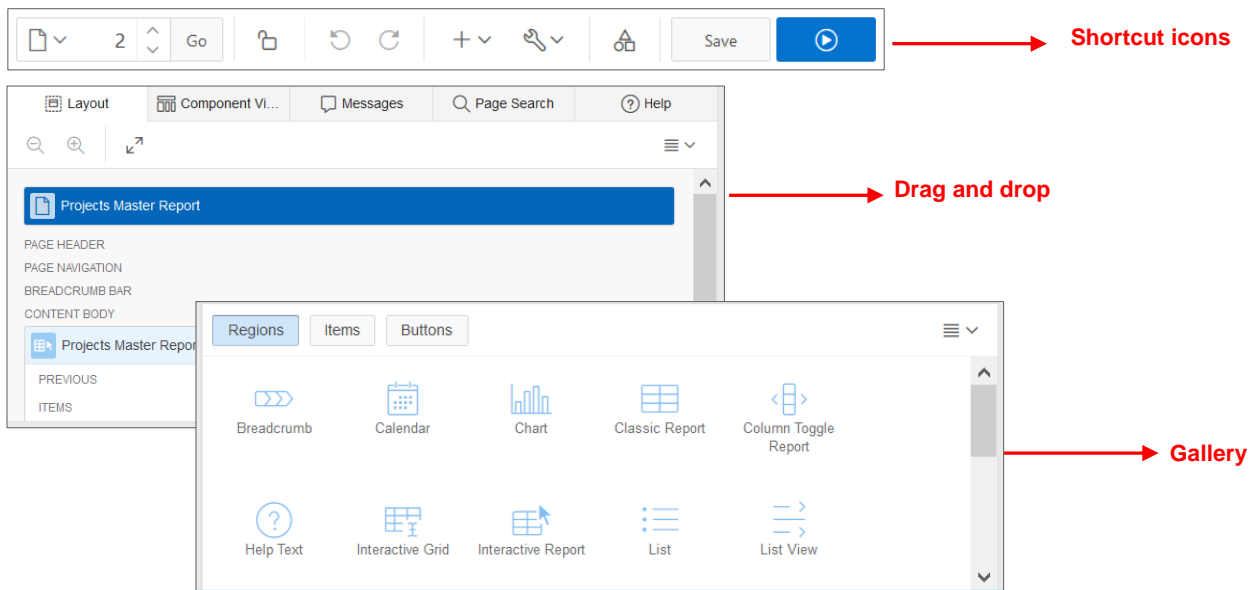 2 Go Save
Shortcut icons
Layout Component Vi... Messages Page Search Help
Projects Master Report
Drag and drop
PAGE HEADER
PAGE NAVIGATION
BREADCRUMB BAR
CONTENT BODY
Projects Master Repor
PREVIOUS
ITEMS
Regions Items Buttons
Breadcrumb Calendar Chart Classic Report Column Toggle
Report
Gallery
Help Text Interactive Grid Interactive Report List List View